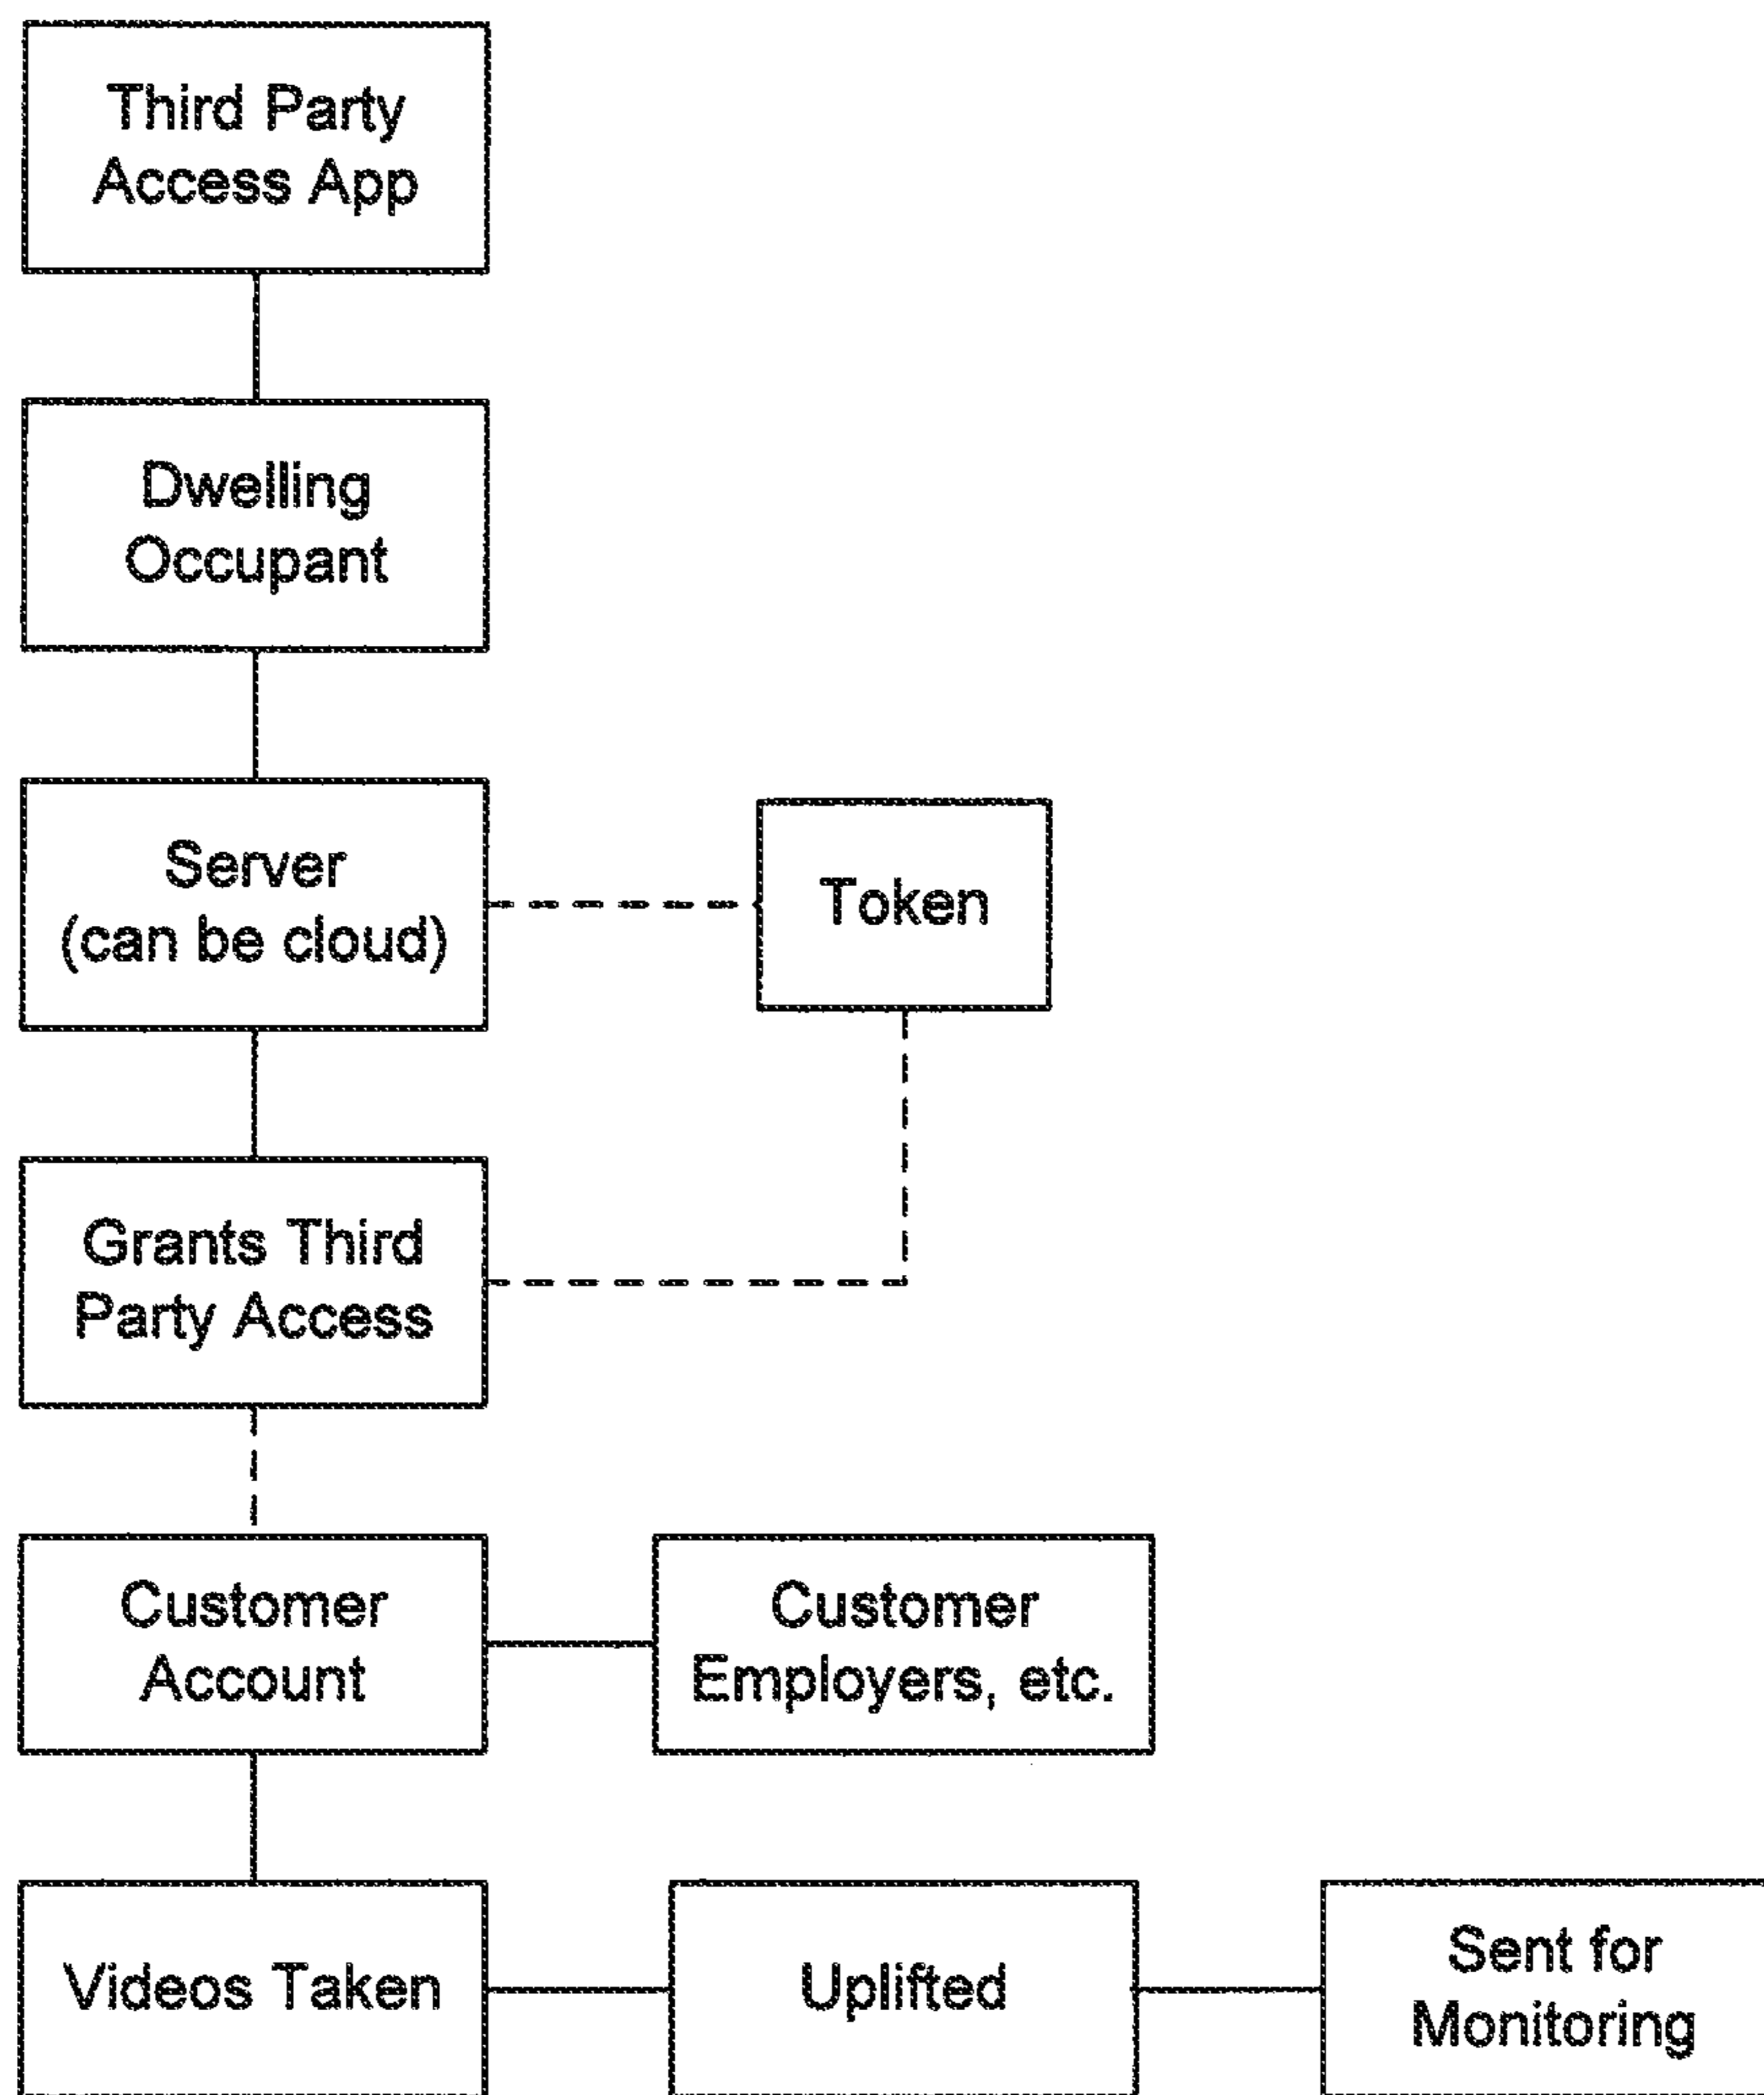 Third Party
Access App
Dwelling
Occupant
Server
(can be cloud)
Token
Grants Third
Party Access
Customer
Account
Customer
Employers, etc.
Videos Taken
Uplifted
Sent for
Monitoring